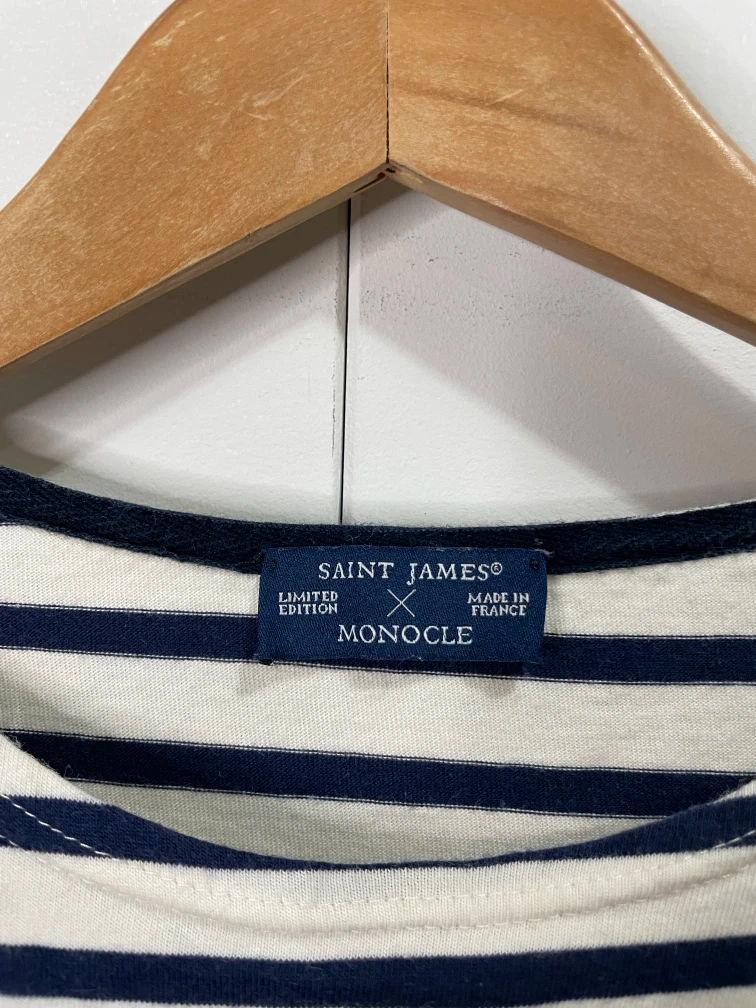 SAINT JAMES®
LIMITED EDITION
×
MADE IN FRANCE
MONOCLE